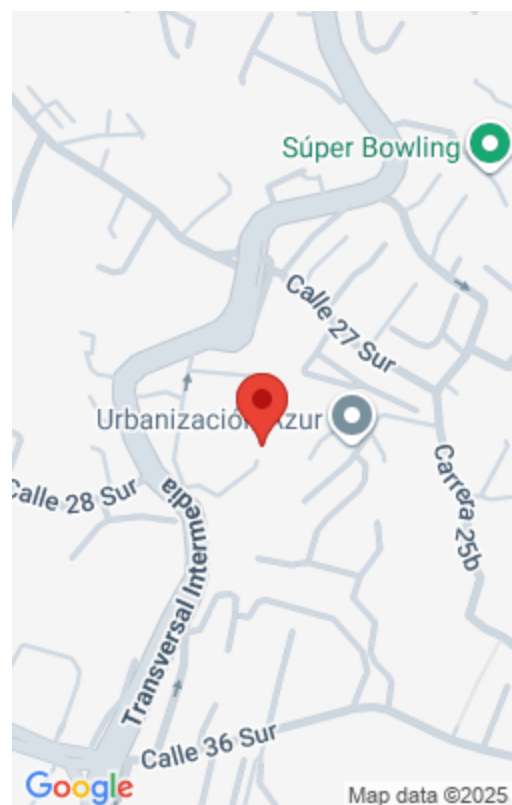 Súper Bowling
Calle 27 Sur
Urbanización Azur
Calle 28 Sur
Carrera 25b
Transversal Intermedia
Calle 36 Sur
Google
Map data ©2025